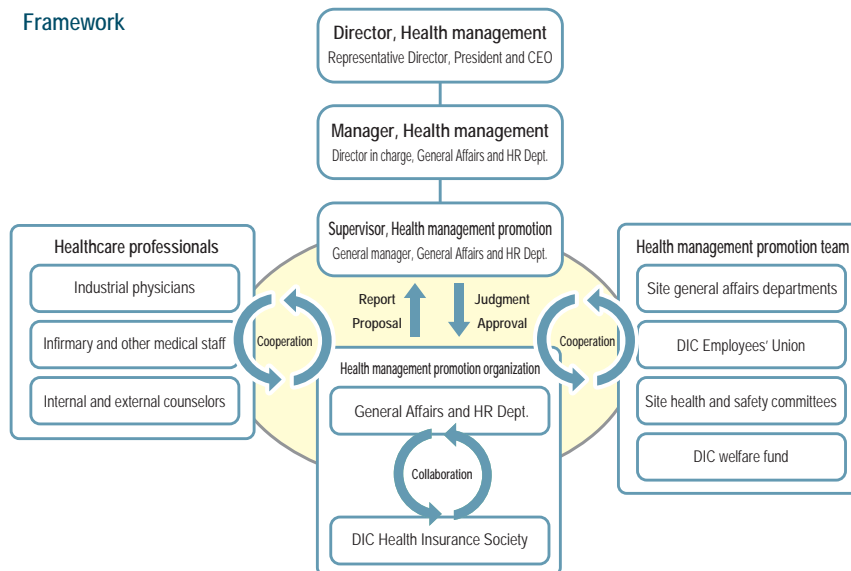 Framework
Director, Health management
Representative Director, President and CEO
Manager, Health management
Director in charge, General Affairs and HR Dept.
Supervisor, Health management promotion
General manager, General Affairs and HR Dept.
Healthcare professionals
Industrial physicians
Infirmary and other medical staff
Internal and external counselors
Cooperation
Report
Proposal
Judgment
Approval
Cooperation
Health management promotion organization
General Affairs and HR Dept.
Collaboration
DIC Health Insurance Society
Health management promotion team
Site general affairs departments
DIC Employees’ Union
Site health and safety committees
DIC welfare fund